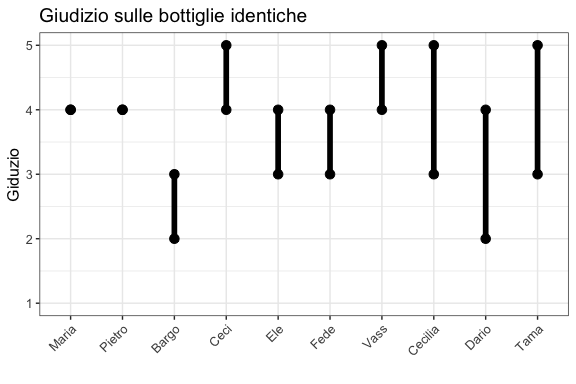 Giudizio sulle bottiglie identiche
Giduzio
5
4
3
2
1
Maria
Pietro
Bargo
Ceci
Ele
Fede
Vass
Cecilia
Dario
Tama